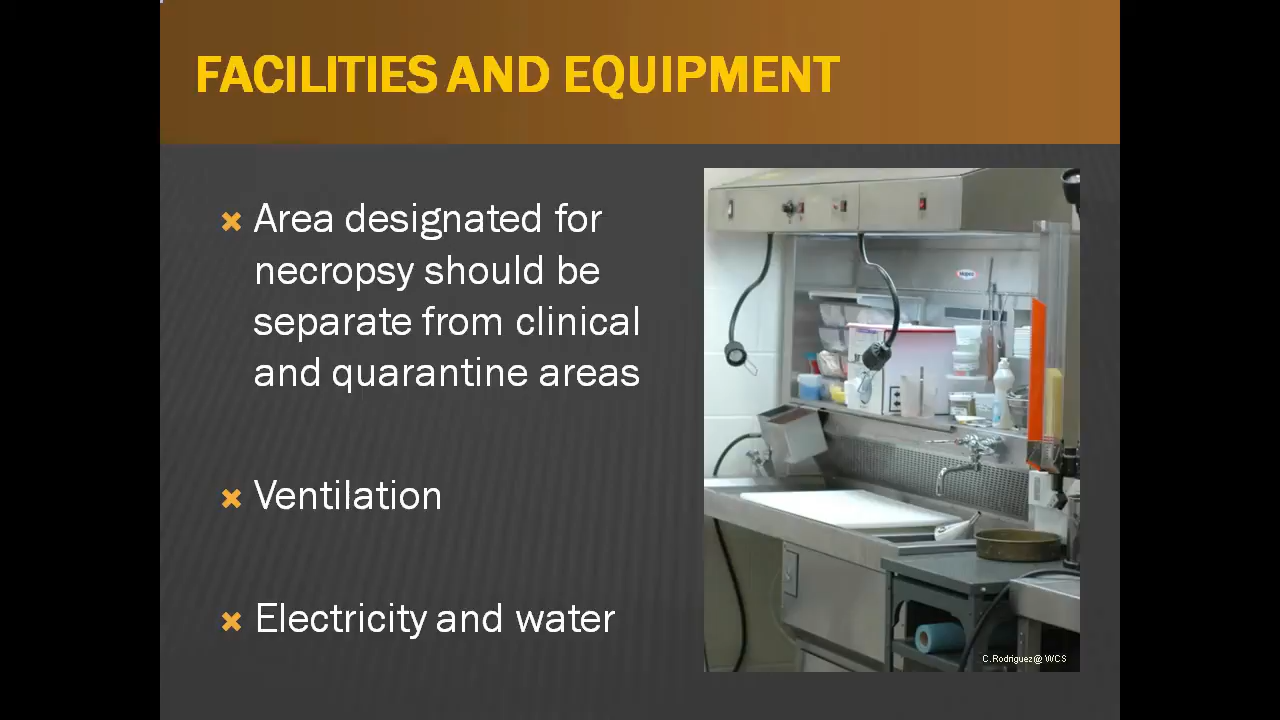 FACILITIES AND EQUIPMENT
Area designated for
necropsy should be
separate from clinical
and quarantine areas
Ventilation
Electricity and water
C.Rodriguez@ WCS